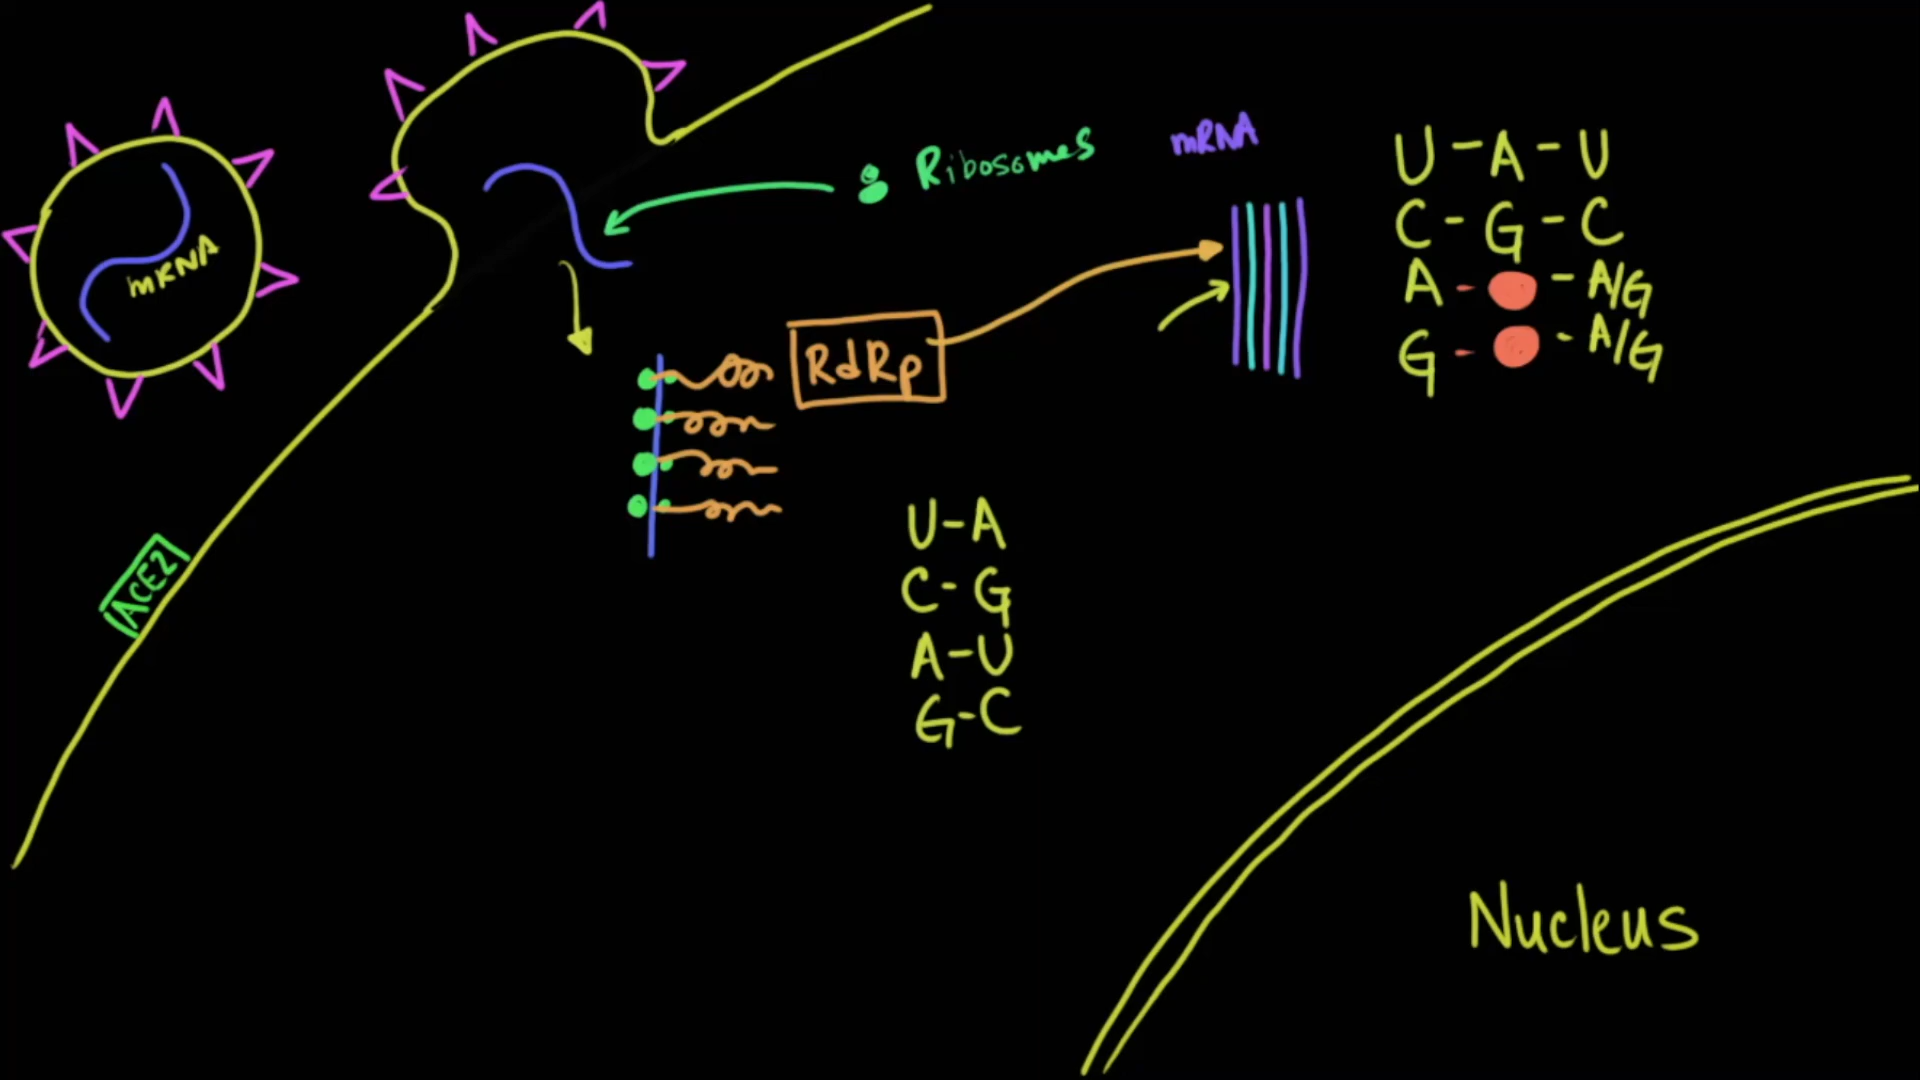 mRNA
Ribosomes
mRNA
U - A - U
C - G - C
A - - A/G
G - - A/G
RdRp
ACE2
U - A
C - G
A - U
G - C
Nucleus